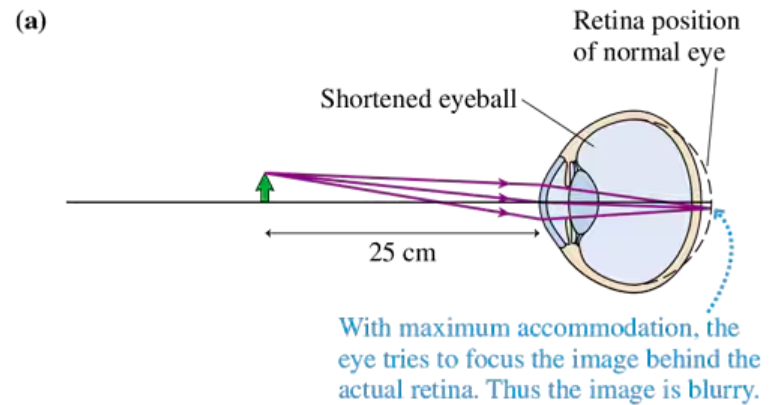 (a)
Retina position
of normal eye
Shortened eyeball
25 cm
With maximum accommodation, the
eye tries to focus the image behind the
actual retina. Thus the image is blurry.